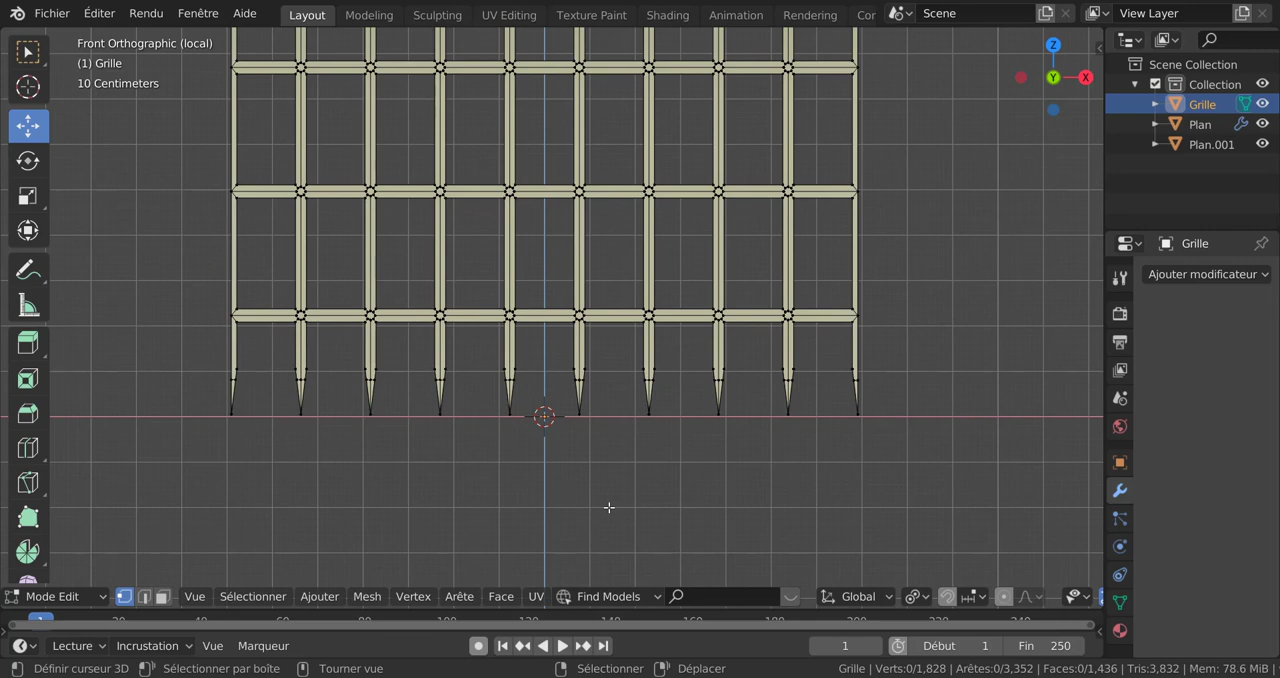 Fichier Éditer Rendu Fenêtre Aide Layout Modeling Sculpting UV Editing Texture Paint Shading Animation Rendering Cor Scene View Layer
Front Orthographic (local)
(1) Grille
10 Centimeters
Z
Y
X
Scene Collection
Collection
Grille
Plan
Plan.001
Grille
Ajouter modificateur
Mode Edit Vue Sélectionner Ajouter Mesh Vertex Arête Face UV Find Models Global
1
Lecture Incrustation Vue Marqueur 1 Début 1 Fin 250
Définir curseur 3D Sélectionner par boîte Tourner vue Sélectionner Déplacer Grille | Verts:0/1,828 | Arêtes:0/3,352 | Faces:0/1,436 | Tris:3,832 | Mem: 78.6 MiB